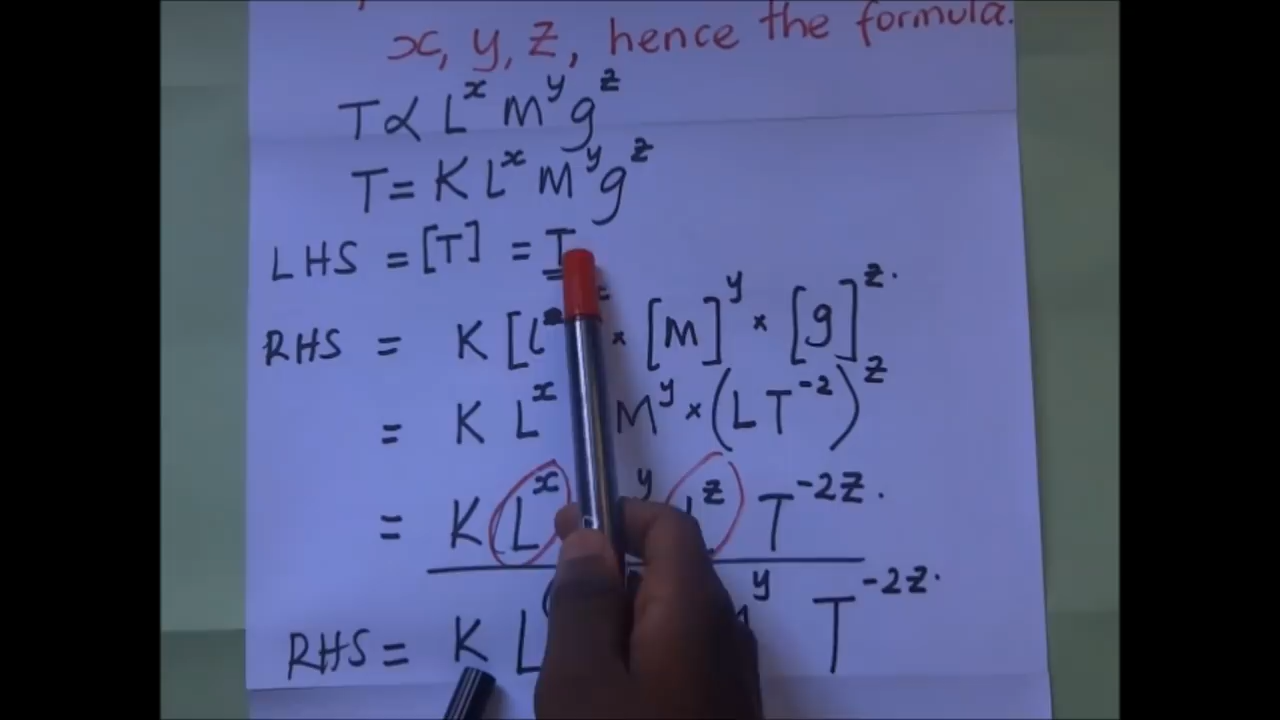 x, y, z, hence the formula.
T ∝ L^x M^y g^z
T = K L^x M^y g^z
LHS = [T] = T
RHS = K [L × [M]^y × [g]^z.
= K L^x M^y × (LT^-2)^z
= K L^x ^y L^z T^-2z.
RHS = K L ^y T^-2z.